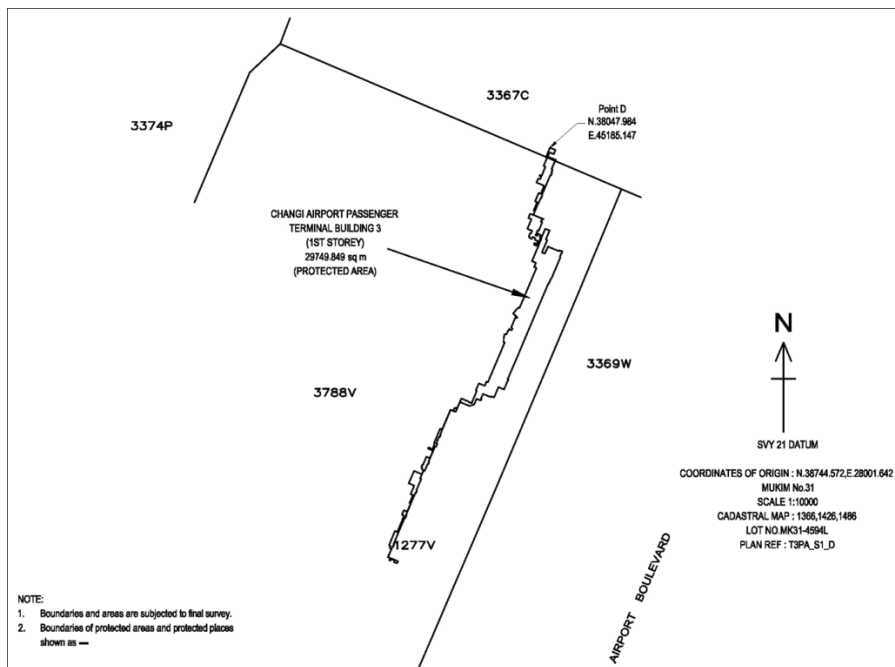 3367C
Point D
N.38047.984
E.45185.147
3374P
CHANGI AIRPORT PASSENGER
TERMINAL BUILDING 3
(1ST STOREY)
29749.849 sq m
(PROTECTED AREA)
N
3369W
3788V
SVY 21 DATUM
COORDINATES OF ORIGIN : N.38744.572,E.28001.642
MUKIM No.31
SCALE 1:10000
CADASTRAL MAP : 1366,1426,1486
LOT NO.MK31-4594L
PLAN REF : T3PA_S1_D
1277V
AIRPORT BOULEVARD
NOTE:
1. Boundaries and areas are subjected to final survey.
2. Boundaries of protected areas and protected places
shown as —